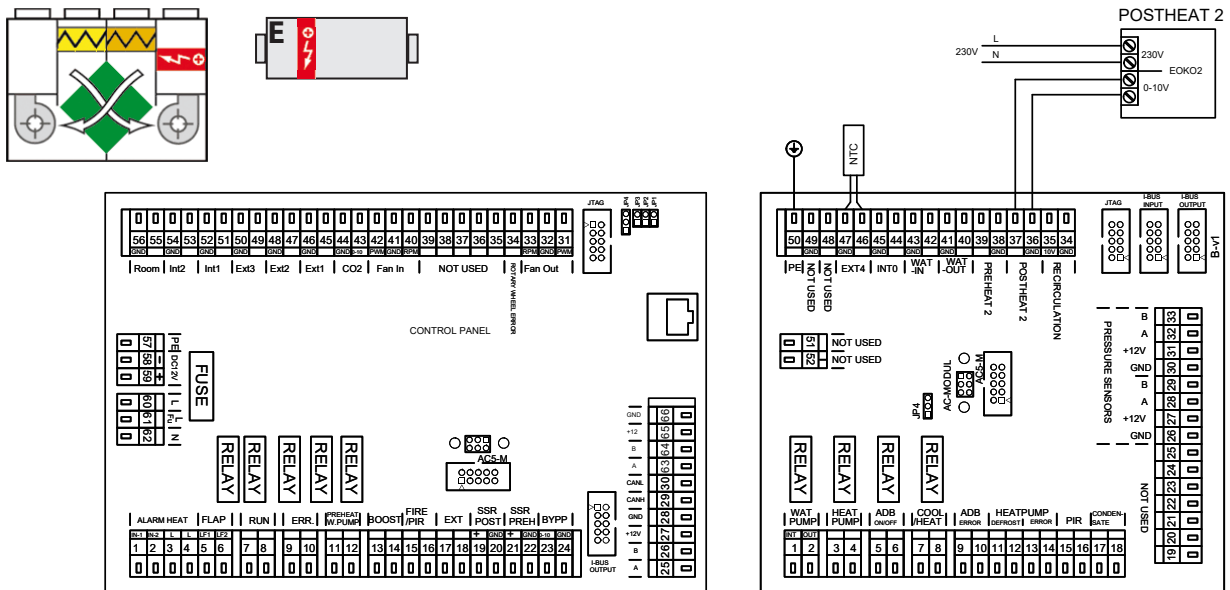 E
POSTHEAT 2
L
N
230V
230V
EOKO2
0-10V
NTC
56 55 54 53 52 51 50 49 48 47 46 45 44 43 42 41 40 39 38 37 36 35 34 33 32 31
GND GND GND GND GND GND GND 0-10 PWM GND RPM RPM GND PWM
Room Int2 Int1 Ext3 Ext2 Ext1 CO2 Fan In NOT USED ROTARY WHEEL ERROR Fan Out
JTAG
JP4
JP3
JP2
JP1
CONTROL PANEL
57 58 59
PE DC12V - +
60 61 62
L L Fu N
FUSE
RELAY RELAY RELAY RELAY RELAY
AC5-M
GND 66
+12 65
B 64
A 63
CANL 30
CANH 29
GND 28
+12V 27
B 26
A 25
I-BUS
OUTPUT
ALARM HEAT FLAP RUN ERR. PREHEAT W.PUMP BOOST FIRE /PIR EXT SSR POST SSR PREH BYPP
IN-1 IN-2 L L LF1 LF2 + GND + GND 0-10 GND
1 2 3 4 5 6 7 8 9 10 11 12 13 14 15 16 17 18 19 20 21 22 23 24
50 49 48 47 46 45 44 43 42 41 40 39 38 37 36 35 34
GND GND GND GND GND GND GND 10V GND
PE NOT USED NOT USED EXT4 INT0 WAT -IN WAT -OUT PREHEAT 2 POSTHEAT 2 RECIRCULATION
JTAG
I-BUS
INPUT
I-BUS
OUTPUT
B-v1
51 NOT USED
52 NOT USED
AC-MODUL
AC5-M
JP4
PRESSURE SENSORS
B 33
A 32
+12V 31
GND 30
B 29
A 28
+12V 27
GND 26
NOT USED
25
24
23
22
21
20
19
RELAY RELAY RELAY RELAY
WAT PUMP HEAT PUMP ADB ON/OFF COOL /HEAT ADB ERROR HEATPUMP DEFROST ERROR PIR CONDEN- SATE
INT OUT
1 2 3 4 5 6 7 8 9 10 11 12 13 14 15 16 17 18